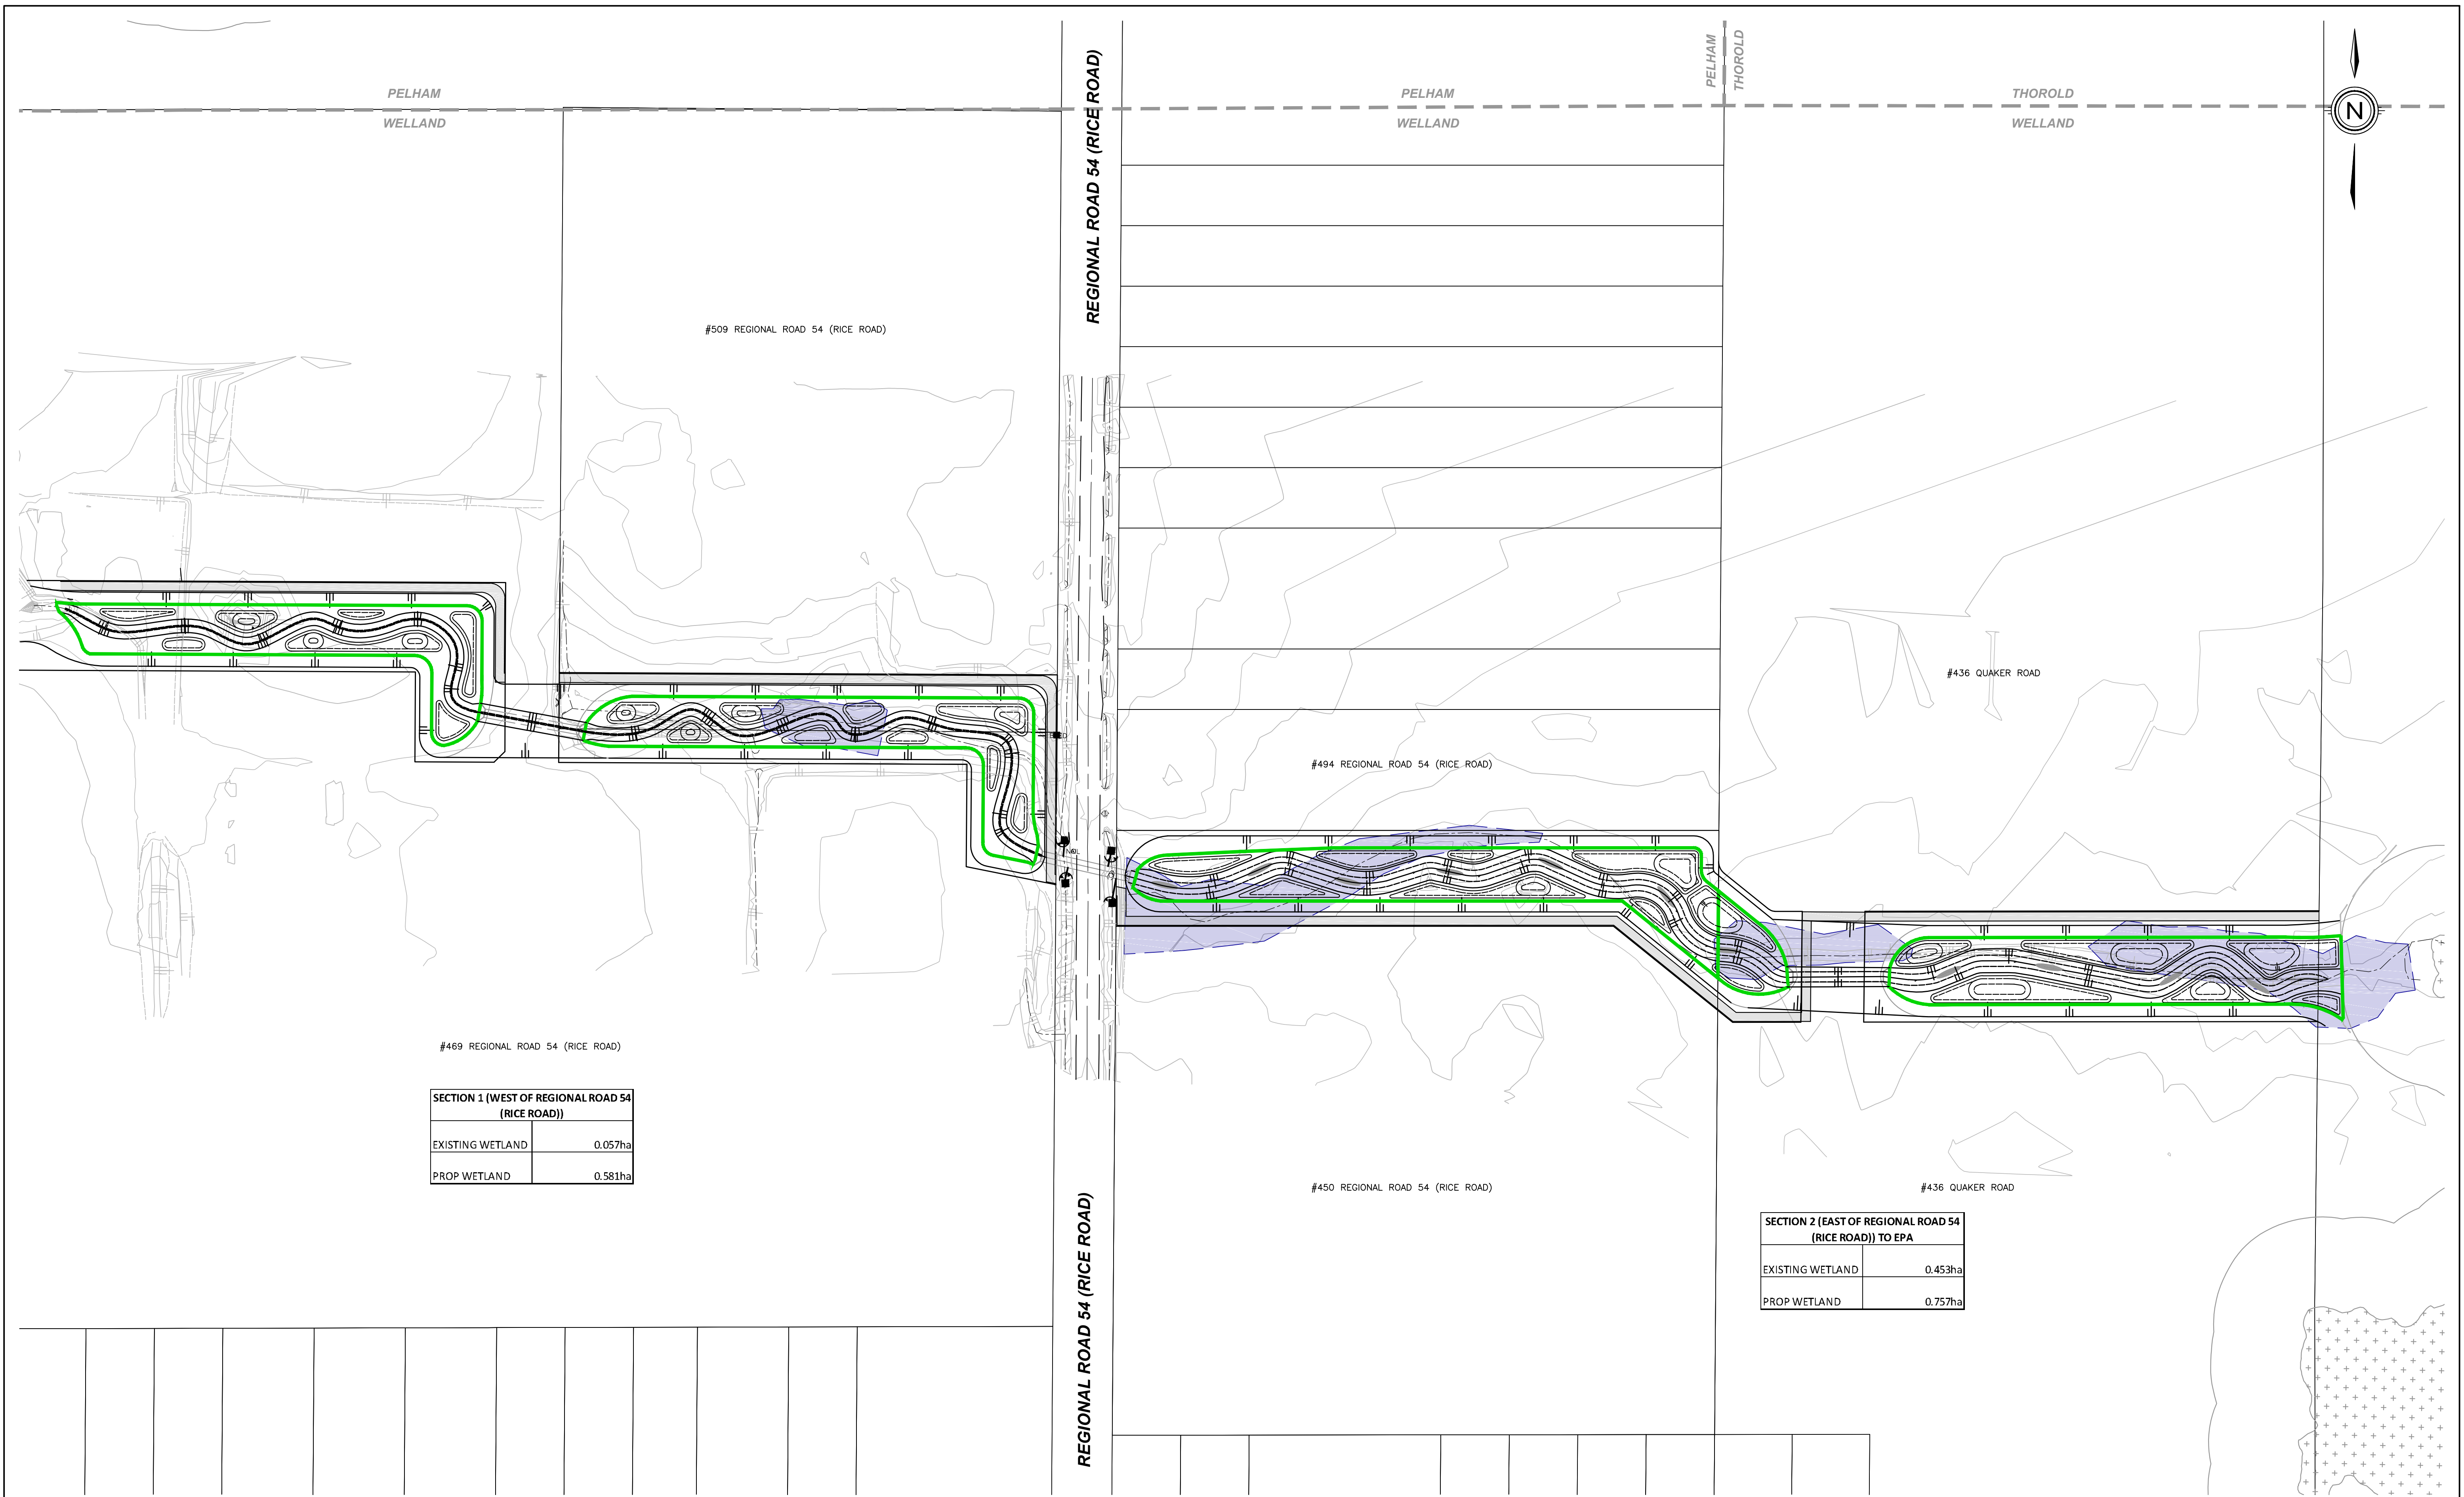 PELHAM
WELLAND
REGIONAL ROAD 54 (RICE ROAD)
PELHAM
WELLAND
PELHAM
THOROLD
THOROLD
WELLAND
N
#509 REGIONAL ROAD 54 (RICE ROAD)
#436 QUAKER ROAD
#494 REGIONAL ROAD 54 (RICE ROAD)
#469 REGIONAL ROAD 54 (RICE ROAD)
SECTION 1 (WEST OF REGIONAL ROAD 54
(RICE ROAD))
EXISTING WETLAND 0.057ha
PROP WETLAND 0.581ha
#450 REGIONAL ROAD 54 (RICE ROAD)
#436 QUAKER ROAD
REGIONAL ROAD 54 (RICE ROAD)
SECTION 2 (EAST OF REGIONAL ROAD 54
(RICE ROAD)) TO EPA
EXISTING WETLAND 0.453ha
PROP WETLAND 0.757ha